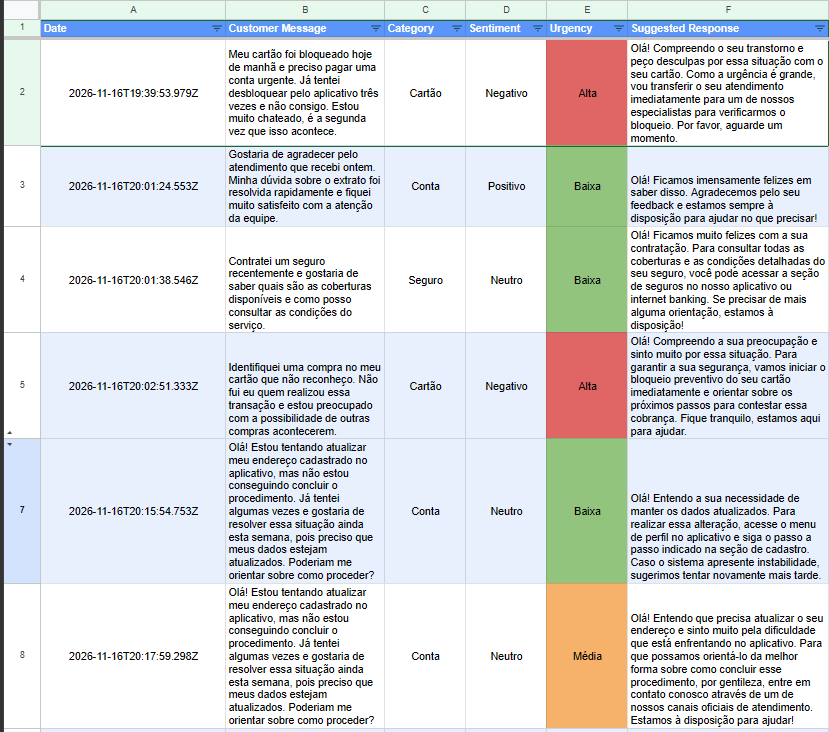 A B C D E F
1 Date Customer Message Category Sentiment Urgency Suggested Response
2
2026-11-16T19:39:53.979Z
Meu cartão foi bloqueado hoje
de manhã e preciso pagar uma
conta urgente. Já tentei
desbloquear pelo aplicativo três
vezes e não consigo. Estou
muito chateado, é a segunda
vez que isso acontece.
Cartão
Negativo
Alta
Olá! Compreendo o seu transtorno e
peço desculpas por essa situação com o
seu cartão. Como a urgência é grande,
vou transferir o seu atendimento
imediatamente para um de nossos
especialistas para verificarmos o
bloqueio. Por favor, aguarde um
momento.
3
2026-11-16T20:01:24.553Z
Gostaria de agradecer pelo
atendimento que recebi ontem.
Minha dúvida sobre o extrato foi
resolvida rapidamente e fiquei
muito satisfeito com a atenção
da equipe.
Conta
Positivo
Baixa
Olá! Ficamos imensamente felizes em
saber disso. Agradecemos pelo seu
feedback e estamos sempre à
disposição para ajudar no que precisar!
4
2026-11-16T20:01:38.546Z
Contratei um seguro
recentemente e gostaria de
saber quais são as coberturas
disponíveis e como posso
consultar as condições do
serviço.
Seguro
Neutro
Baixa
Olá! Ficamos muito felizes com a sua
contratação. Para consultar todas as
coberturas e as condições detalhadas do
seu seguro, você pode acessar a seção
de seguros no nosso aplicativo ou
internet banking. Se precisar de mais
alguma orientação, estamos à
disposição!
5
2026-11-16T20:02:51.333Z
Identifiquei uma compra no meu
cartão que não reconheço. Não
fui eu quem realizou essa
transação e estou preocupado
com a possibilidade de outras
compras acontecerem.
Cartão
Negativo
Alta
Olá! Compreendo a sua preocupação e
sinto muito por essa situação. Para
garantir a sua segurança, vamos iniciar o
bloqueio preventivo do seu cartão
imediatamente e orientar sobre os
próximos passos para contestar essa
cobrança. Fique tranquilo, estamos aqui
para ajudar.
7
2026-11-16T20:15:54.753Z
Olá! Estou tentando atualizar
meu endereço cadastrado no
aplicativo, mas não estou
conseguindo concluir o
procedimento. Já tentei
algumas vezes e gostaria de
resolver essa situação ainda
esta semana, pois preciso que
meus dados estejam
atualizados. Poderiam me
orientar sobre como proceder?
Conta
Neutro
Baixa
Olá! Entendo a sua necessidade de
manter os dados atualizados. Para
realizar essa alteração, acesse o menu
de perfil no aplicativo e siga o passo a
passo indicado na seção de cadastro.
Caso o sistema apresente instabilidade,
sugerimos tentar novamente mais tarde.
8
2026-11-16T20:17:59.298Z
Olá! Estou tentando atualizar
meu endereço cadastrado no
aplicativo, mas não estou
conseguindo concluir o
procedimento. Já tentei
algumas vezes e gostaria de
resolver essa situação ainda
esta semana, pois preciso que
meus dados estejam
atualizados. Poderiam me
orientar sobre como proceder?
Conta
Neutro
Média
Olá! Entendo que precisa atualizar o seu
endereço e sinto muito pela dificuldade
que está enfrentando no aplicativo. Para
que possamos orientá-lo da melhor
forma sobre como concluir esse
procedimento, por gentileza, entre em
contato conosco através de um de
nossos canais oficiais de atendimento.
Estamos à disposição para ajudar!